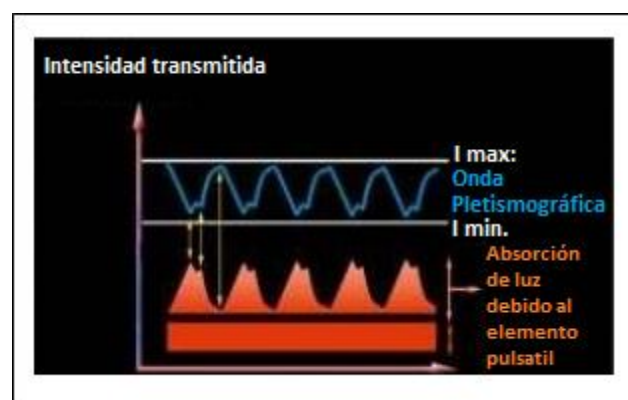 Intensidad transmitida
I max:
Onda
Pletismográfica
I min.
Absorción
de luz
debido al
elemento
pulsatil